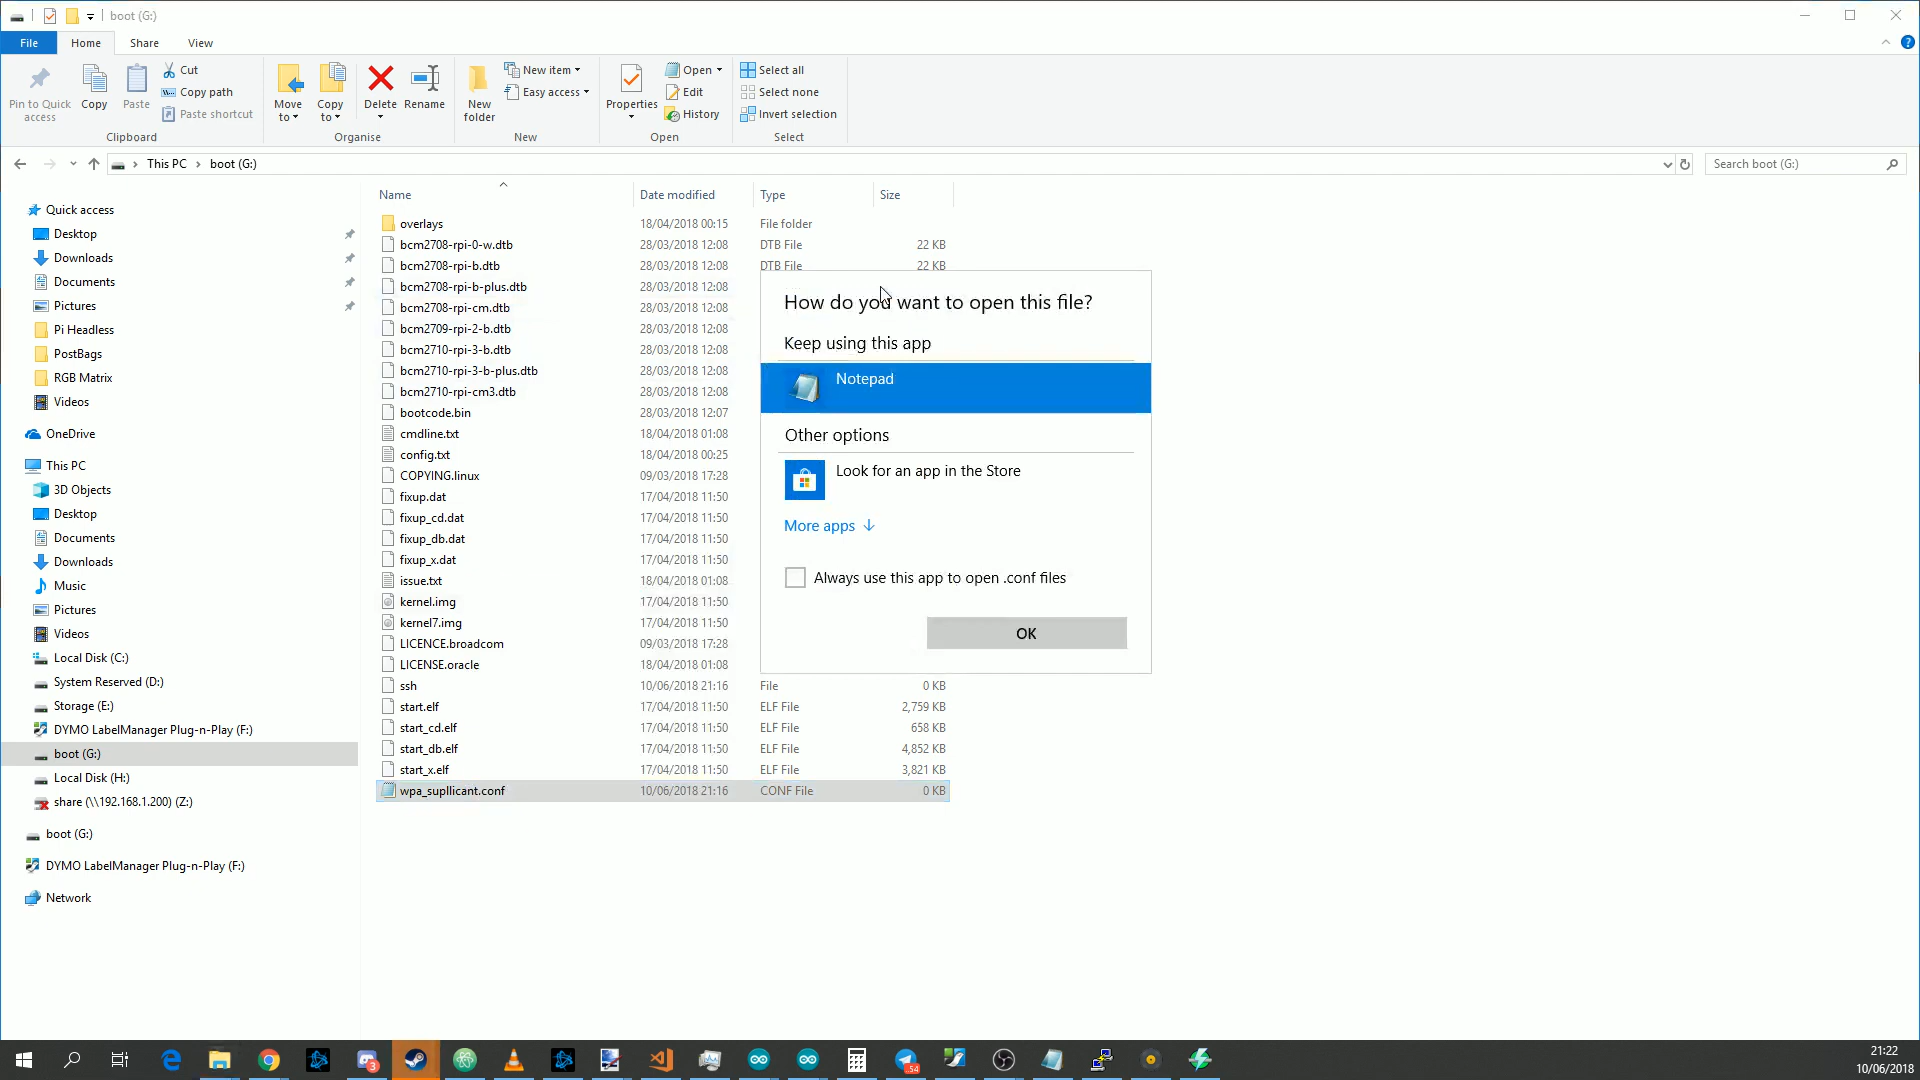 boot (G:)
File Home Share View
Pin to Quick access
Copy
Paste
Cut
Copy path
Paste shortcut
Clipboard
Move to
Copy to
Delete
Rename
Organise
New folder
New item
Easy access
New
Properties
Open
Edit
History
Open
Select all
Select none
Invert selection
Select
This PC boot (G:)
Search boot (G:)
Quick access
Desktop
Downloads
Documents
Pictures
Pi Headless
PostBags
RGB Matrix
Videos
OneDrive
This PC
3D Objects
Desktop
Documents
Downloads
Music
Pictures
Videos
Local Disk (C:)
System Reserved (D:)
Storage (E:)
DYMO LabelManager Plug-n-Play (F:)
boot (G:)
Local Disk (H:)
share (\\192.168.1.200) (Z:)
boot (G:)
DYMO LabelManager Plug-n-Play (F:)
Network
Name Date modified Type Size
overlays 18/04/2018 00:15 File folder
bcm2708-rpi-0-w.dtb 28/03/2018 12:08 DTB File 22 KB
bcm2708-rpi-b.dtb 28/03/2018 12:08 DTB File 22 KB
bcm2708-rpi-b-plus.dtb 28/03/2018 12:08
bcm2708-rpi-cm.dtb 28/03/2018 12:08
bcm2709-rpi-2-b.dtb 28/03/2018 12:08
bcm2710-rpi-3-b.dtb 28/03/2018 12:08
bcm2710-rpi-3-b-plus.dtb 28/03/2018 12:08
bcm2710-rpi-cm3.dtb 28/03/2018 12:08
bootcode.bin 28/03/2018 12:07
cmdline.txt 18/04/2018 01:08
config.txt 18/04/2018 00:25
COPYING.linux 09/03/2018 17:28
fixup.dat 17/04/2018 11:50
fixup_cd.dat 17/04/2018 11:50
fixup_db.dat 17/04/2018 11:50
fixup_x.dat 17/04/2018 11:50
issue.txt 18/04/2018 01:08
kernel.img 17/04/2018 11:50
kernel7.img 17/04/2018 11:50
LICENCE.broadcom 09/03/2018 17:28
LICENSE.oracle 18/04/2018 01:08
ssh 10/06/2018 21:16 File 0 KB
start.elf 17/04/2018 11:50 ELF File 2,759 KB
start_cd.elf 17/04/2018 11:50 ELF File 658 KB
start_db.elf 17/04/2018 11:50 ELF File 4,852 KB
start_x.elf 17/04/2018 11:50 ELF File 3,821 KB
wpa_supllicant.conf 10/06/2018 21:16 CONF File 0 KB
How do you want to open this file?
Keep using this app
Notepad
Other options
Look for an app in the Store
More apps
Always use this app to open .conf files
OK
3
54
21:22
10/06/2018